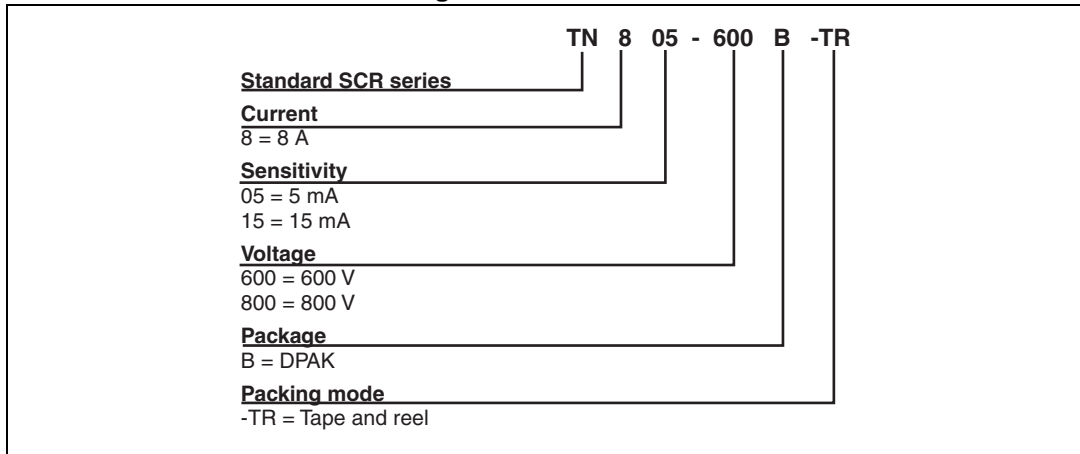 TN 8 05 - 600 B -TR
Standard SCR series
Current
8 = 8 A
Sensitivity
05 = 5 mA
15 = 15 mA
Voltage
600 = 600 V
800 = 800 V
Package
B = DPAK
Packing mode
-TR = Tape and reel